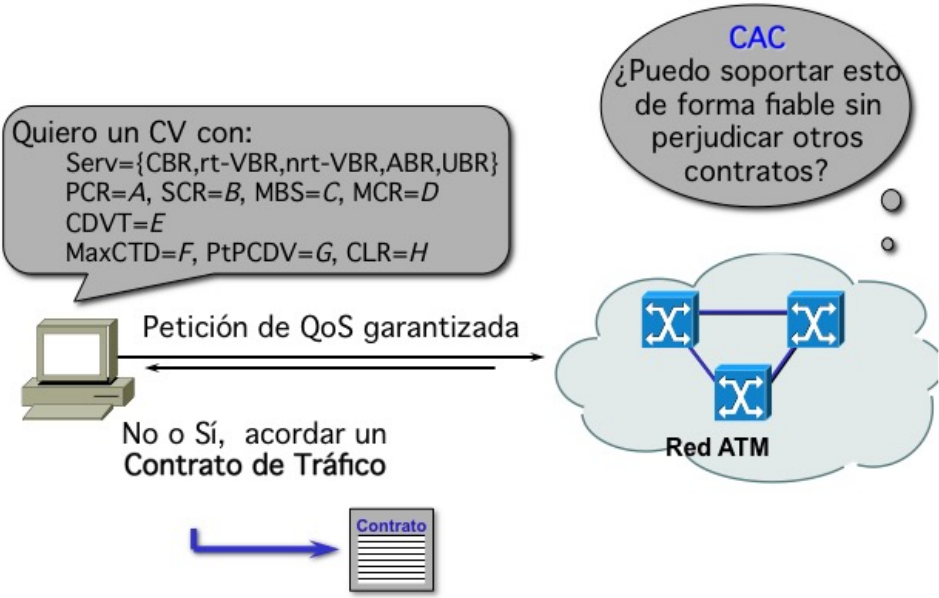 CAC
¿Puedo soportar esto
de forma fiable sin
perjudicar otros
contratos?
Quiero un CV con:
Serv={CBR,rt-VBR,nrt-VBR,ABR,UBR}
PCR=A, SCR=B, MBS=C, MCR=D
CDVT=E
MaxCTD=F, PtPCDV=G, CLR=H
Petición de QoS garantizada
No o Sí, acordar un
Contrato de Tráfico
Red ATM
Contrato